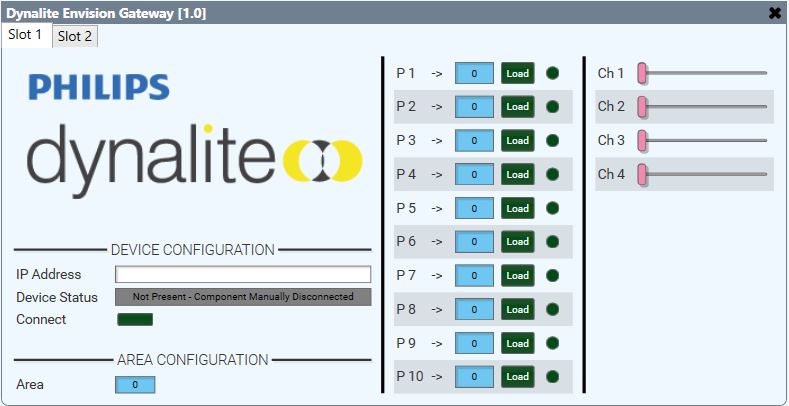 Dynalite Envision Gateway [1.0]
Slot 1 Slot 2
PHILIPS
dynalite
DEVICE CONFIGURATION
IP Address
Device Status Not Present - Component Manually Disconnected
Connect
AREA CONFIGURATION
Area 0
P 1 -> 0 Load
P 2 -> 0 Load
P 3 -> 0 Load
P 4 -> 0 Load
P 5 -> 0 Load
P 6 -> 0 Load
P 7 -> 0 Load
P 8 -> 0 Load
P 9 -> 0 Load
P 10 -> 0 Load
Ch 1
Ch 2
Ch 3
Ch 4